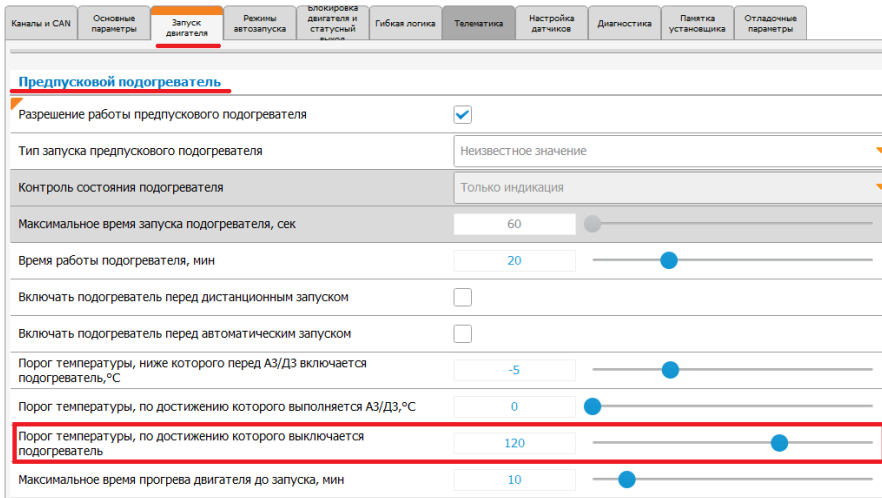 Каналы и CAN
Основные
параметры
Запуск
двигателя
Режимы
автозапуска
Блокировка
двигателя и
статусный
выход
Гибкая логика
Телематика
Настройка
датчиков
Диагностика
Памятка
установщика
Отладочные
параметры
Предпусковой подогреватель
Разрешение работы предпускового подогревателя
Тип запуска предпускового подогревателя
Неизвестное значение
Контроль состояния подогревателя
Только индикация
Максимальное время запуска подогревателя, сек
60
Время работы подогревателя, мин
20
Включать подогреватель перед дистанционным запуском
Включать подогреватель перед автоматическим запуском
Порог температуры, ниже которого перед АЗ/ДЗ включается
подогреватель,°C
-5
Порог температуры, по достижению которого выполняется АЗ/ДЗ,°C
0
Порог температуры, по достижению которого выключается
подогреватель
120
Максимальное время прогрева двигателя до запуска, мин
10